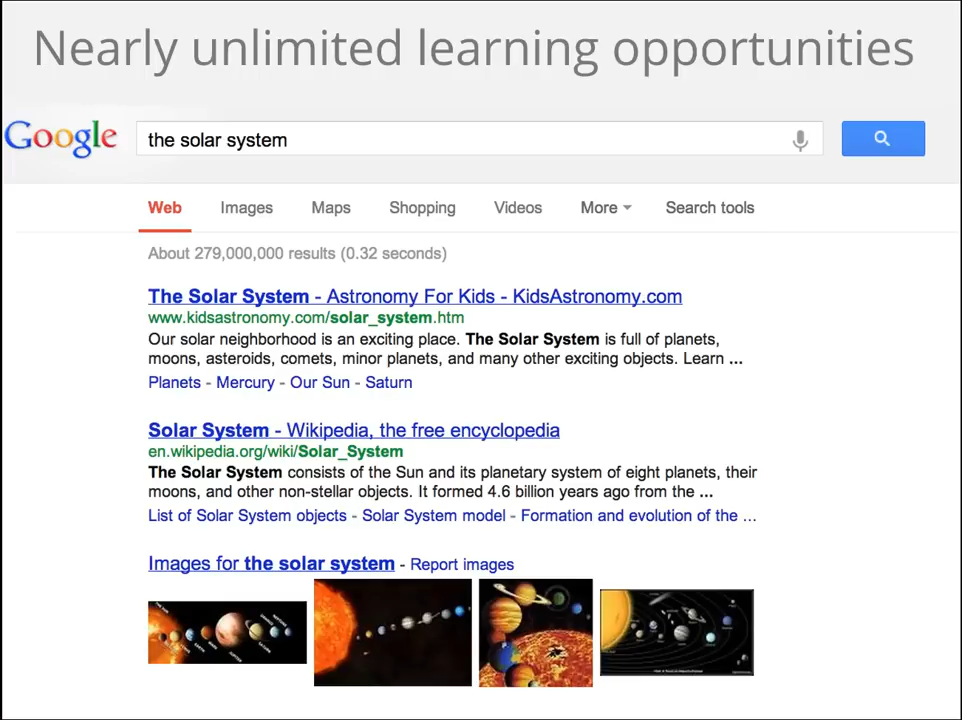 Nearly unlimited learning opportunities
Google the solar system
Web Images Maps Shopping Videos More Search tools
About 279,000,000 results (0.32 seconds)
The Solar System - Astronomy For Kids - KidsAstronomy.com
www.kidsastronomy.com/solar_system.htm
Our solar neighborhood is an exciting place. The Solar System is full of planets,
moons, asteroids, comets, minor planets, and many other exciting objects. Learn ...
Planets - Mercury - Our Sun - Saturn
Solar System - Wikipedia, the free encyclopedia
en.wikipedia.org/wiki/Solar_System
The Solar System consists of the Sun and its planetary system of eight planets, their
moons, and other non-stellar objects. It formed 4.6 billion years ago from the ...
List of Solar System objects - Solar System model - Formation and evolution of the ...
Images for the solar system - Report images